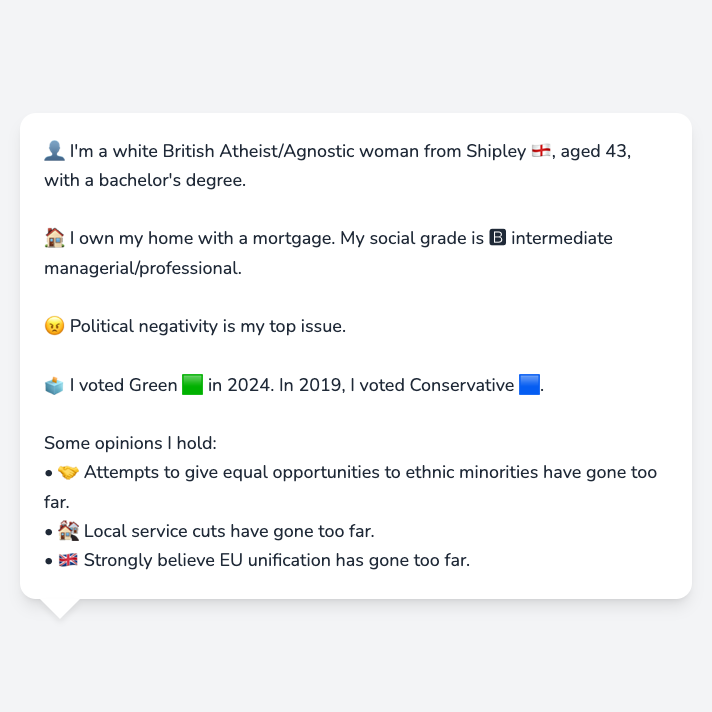 👤 I'm a white British Atheist/Agnostic woman from Shipley 🏴󠁧󠁢󠁥󠁮󠁧󠁿, aged 43,
with a bachelor's degree.
🏠 I own my home with a mortgage. My social grade is 🅱 intermediate
managerial/professional.
😠 Political negativity is my top issue.
🗳️ I voted Green 🟩 in 2024. In 2019, I voted Conservative 🟦.
Some opinions I hold:
• 🤝 Attempts to give equal opportunities to ethnic minorities have gone too
far.
• 🏚️ Local service cuts have gone too far.
• 🇬🇧 Strongly believe EU unification has gone too far.